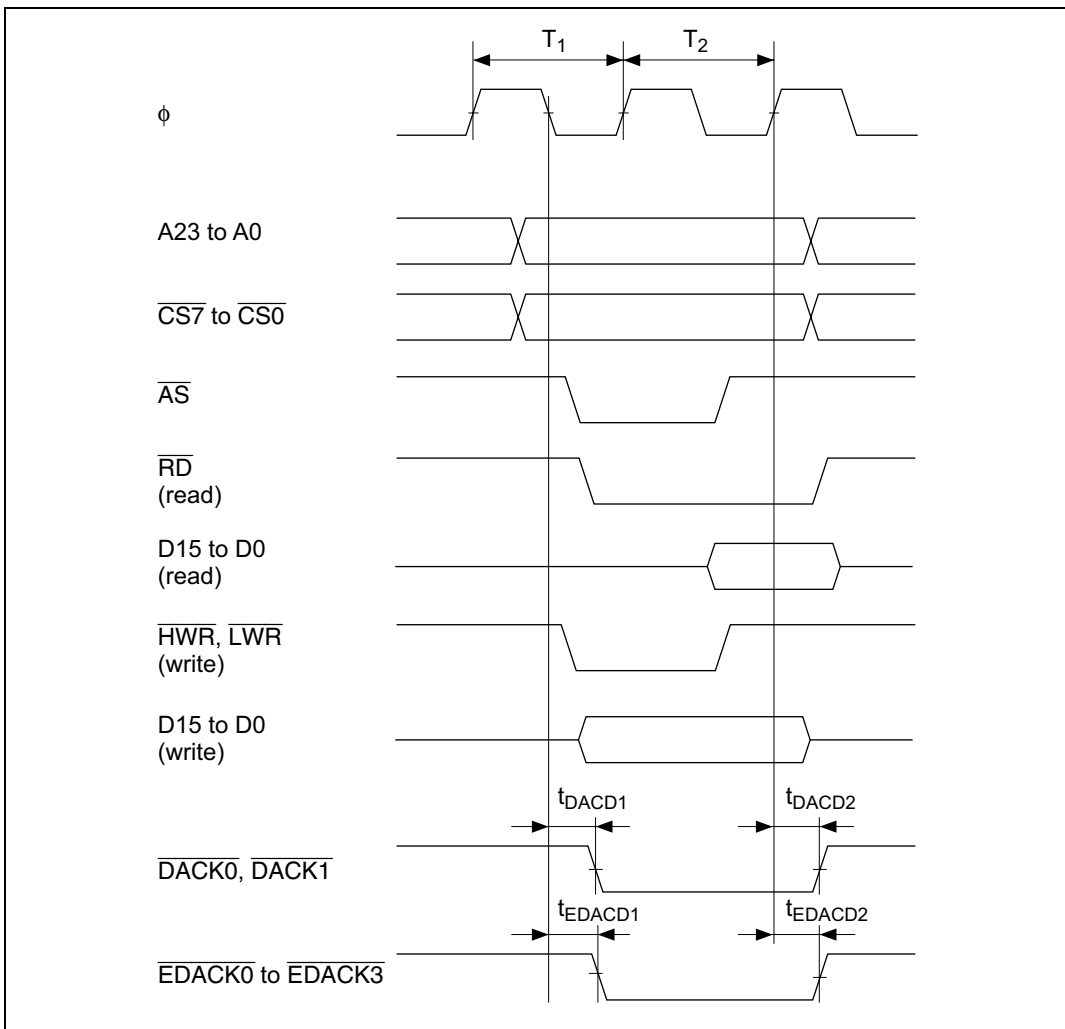 T1 T2
ϕ
A23 to A0
CS7 to CS0
AS
RD
(read)
D15 to D0
(read)
HWR, LWR
(write)
D15 to D0
(write)
tDACD1 tDACD2
DACK0, DACK1
tEDACD1 tEDACD2
EDACK0 to EDACK3